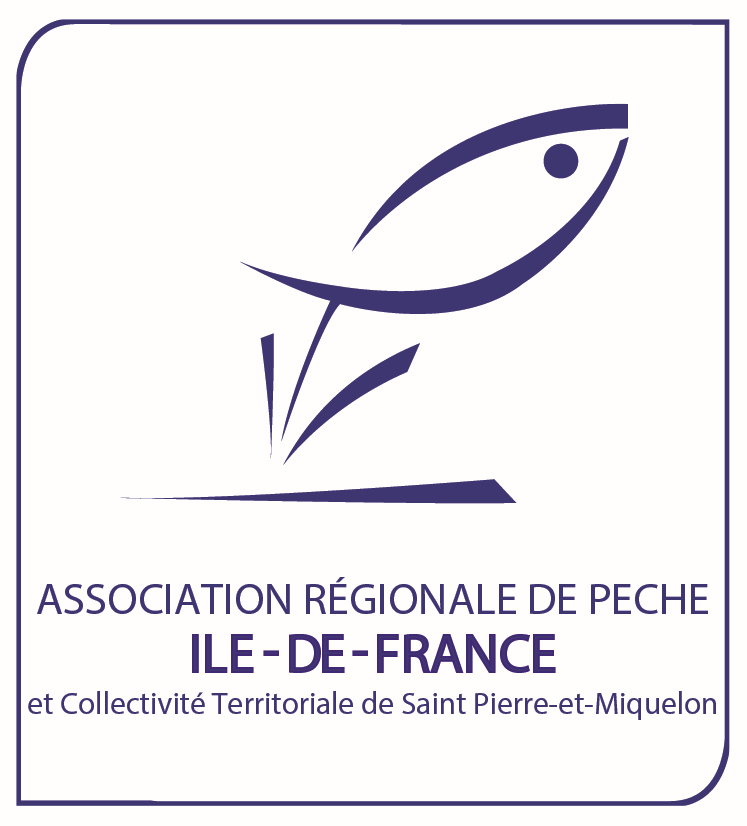 ASSOCIATION RÉGIONALE DE PECHE
ILE-DE-FRANCE
et Collectivité Territoriale de Saint Pierre-et-Miquelon